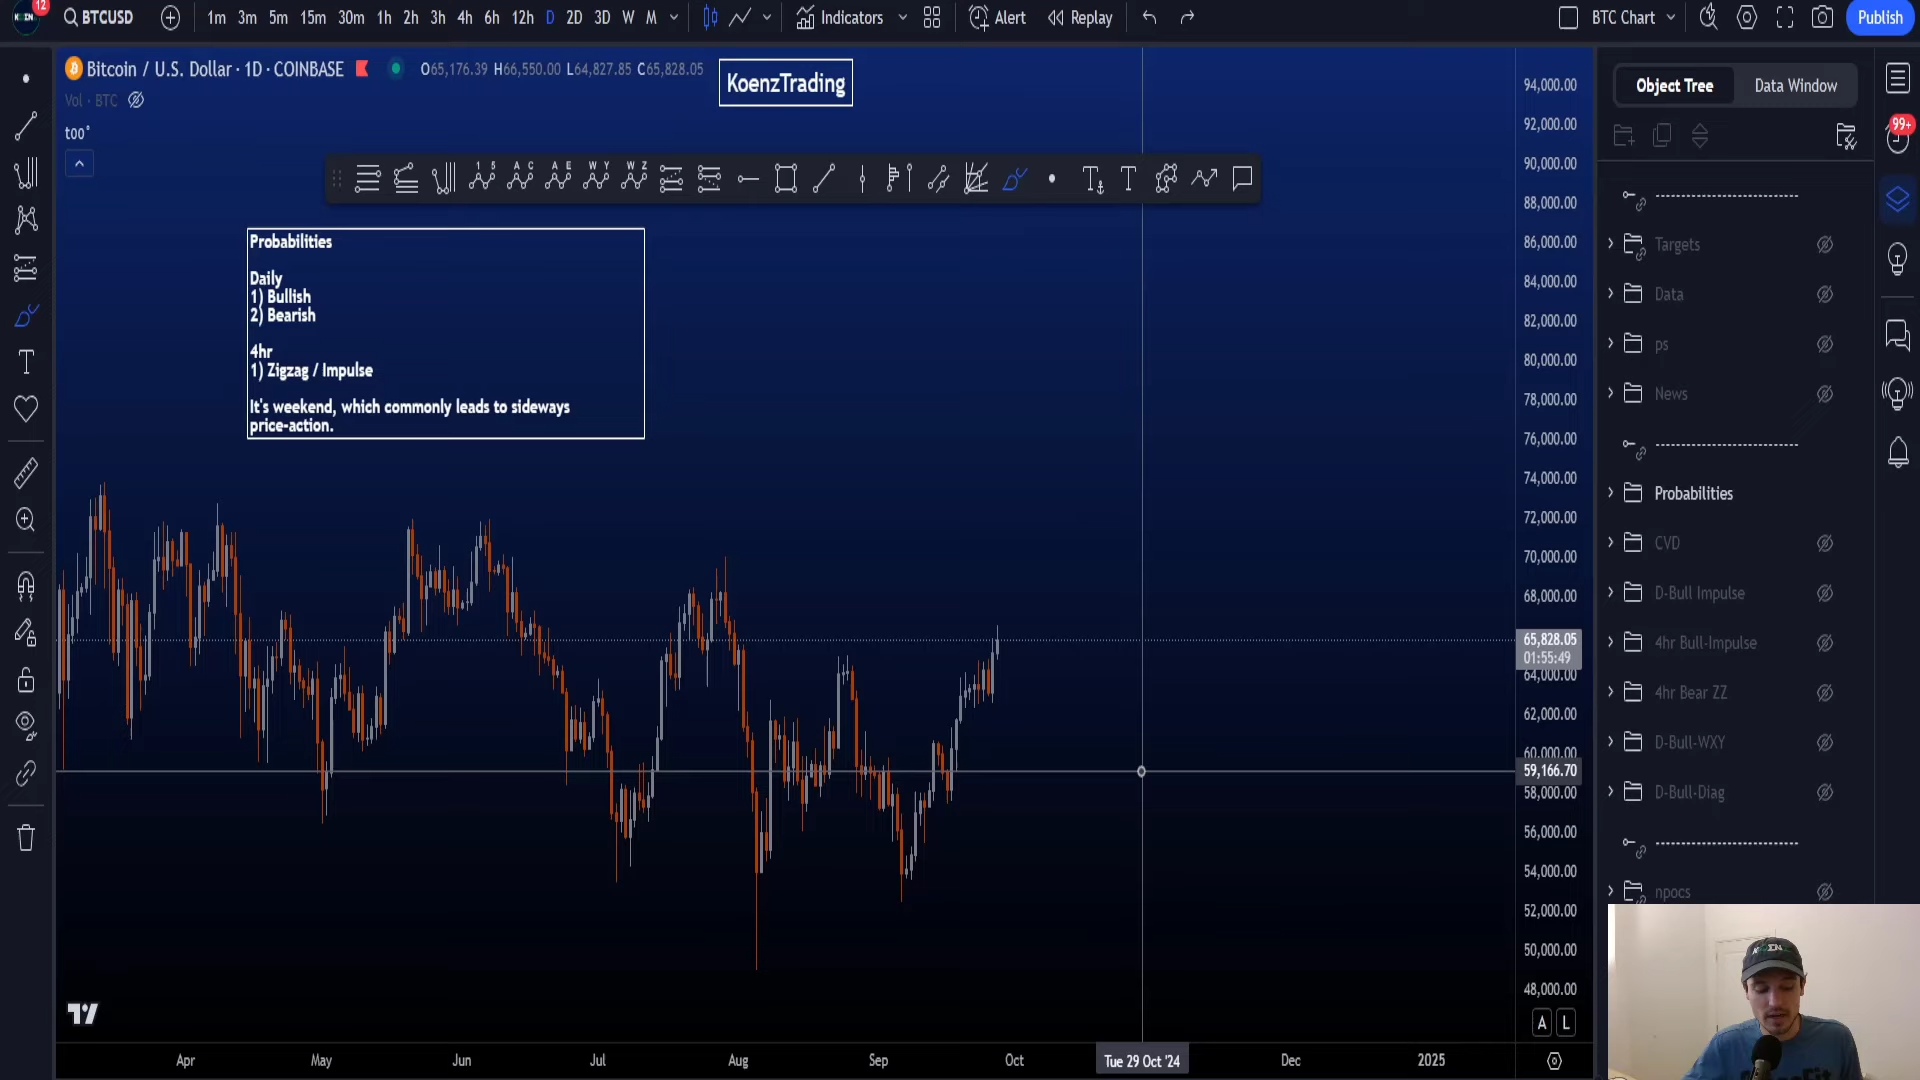 12
BTCUSD
1m 3m 5m 15m 30m 1h 2h 3h 4h 6h 12h D 2D 3D W M
Indicators
Alert
Replay
BTC Chart
Publish
Bitcoin / U.S. Dollar · 1D · COINBASE
O65,176.39 H66,550.00 L64,827.85 C65,828.05
KoenzTrading
Vol · BTC
too°
1 5 A C A E W Y W Z
Probabilities
Daily
1) Bullish
2) Bearish
4hr
1) Zigzag / Impulse
It's weekend, which commonly leads to sideways
price-action.
94,000.00
92,000.00
90,000.00
88,000.00
86,000.00
84,000.00
82,000.00
80,000.00
78,000.00
76,000.00
74,000.00
72,000.00
70,000.00
68,000.00
65,828.05
01:55:49
64,000.00
62,000.00
60,000.00
59,166.70
58,000.00
56,000.00
54,000.00
52,000.00
50,000.00
48,000.00
A L
Apr May Jun Jul Aug Sep Oct Tue 29 Oct '24 Dec 2025
Object Tree
Data Window
99+
Targets
Data
ps
News
Probabilities
CVD
D-Bull Impulse
4hr Bull-Impulse
4hr Bear ZZ
D-Bull-WXY
D-Bull-Diag
npocs